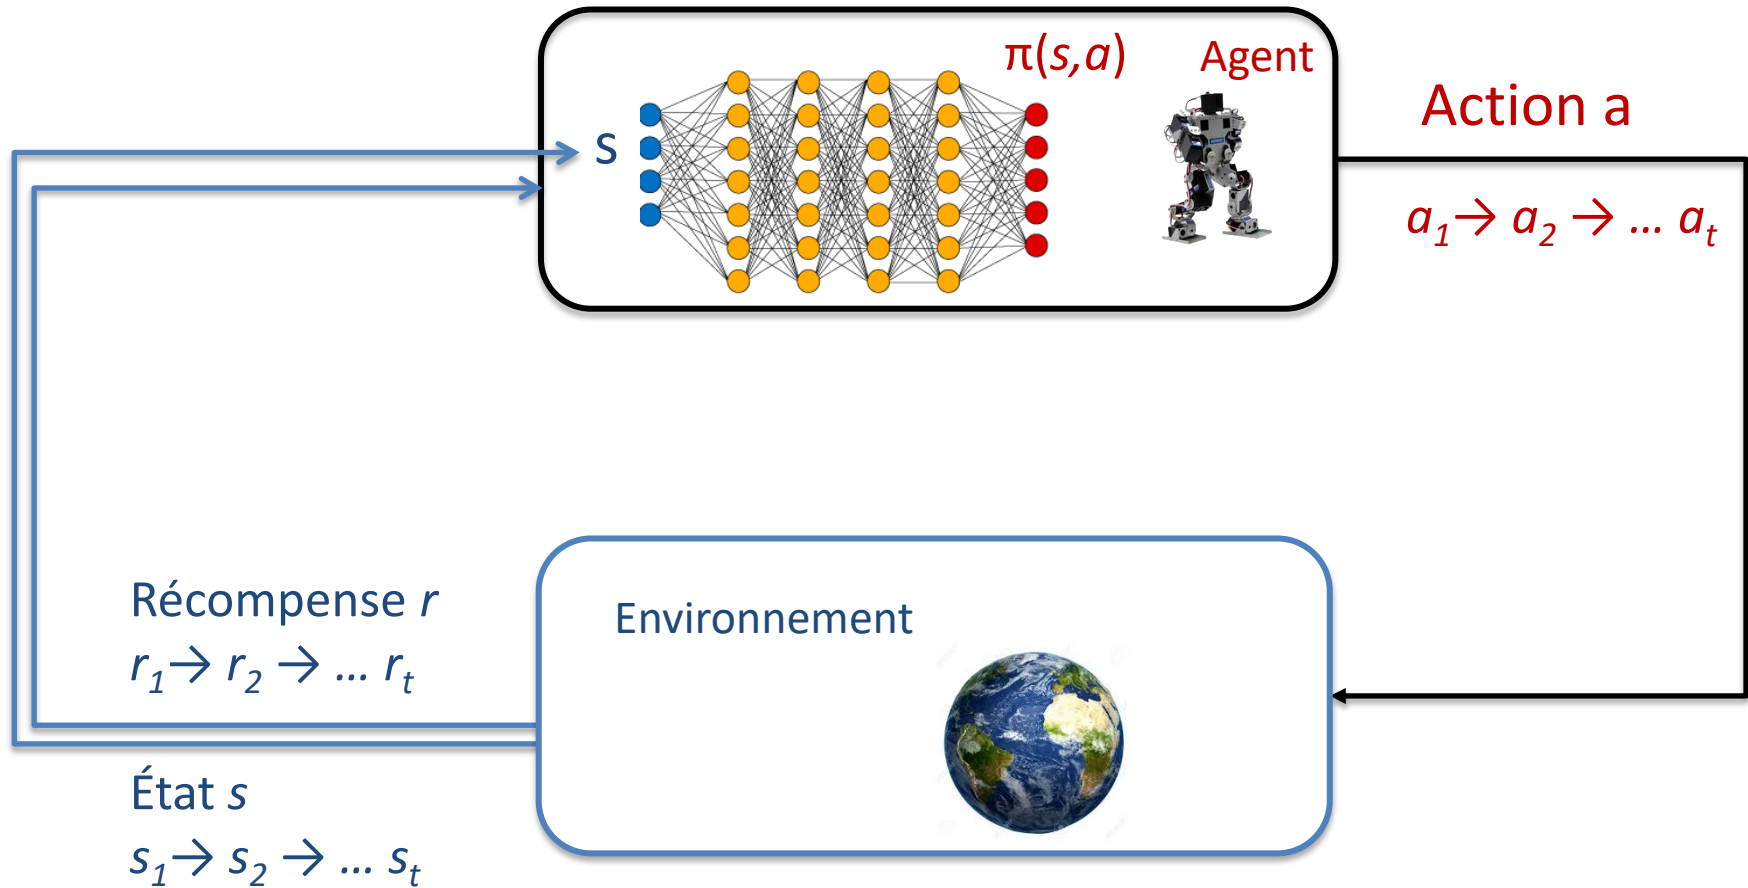 π(s,a)
Agent
s
Action a
a₁→ a₂ → ... aₜ
Récompense r
r₁→ r₂ → ... rₜ
Environnement
État s
s₁→ s₂ → ... sₜ